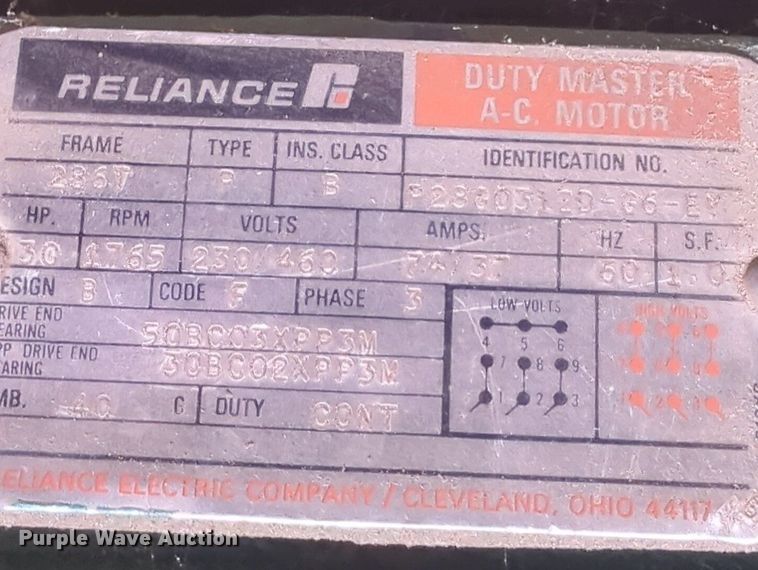 RELIANCE
DUTY MASTER
A-C. MOTOR
FRAME TYPE INS. CLASS IDENTIFICATION NO.
286T P B
HP. RPM VOLTS AMPS. HZ S.F.
30 1765 230/460 74/37 60 1.0
ESIGN B CODE F PHASE 3
RIVE END
EARING 50BC03XPP3M
PP DRIVE END
EARING 30BC02XPP3M
MB. 40 C DUTY CONT
LOW VOLTS HIGH VOLTS
4 5 6
7 8 9
1 2 3
ELIANCE ELECTRIC COMPANY / CLEVELAND, OHIO 44117
Purple Wave Auction